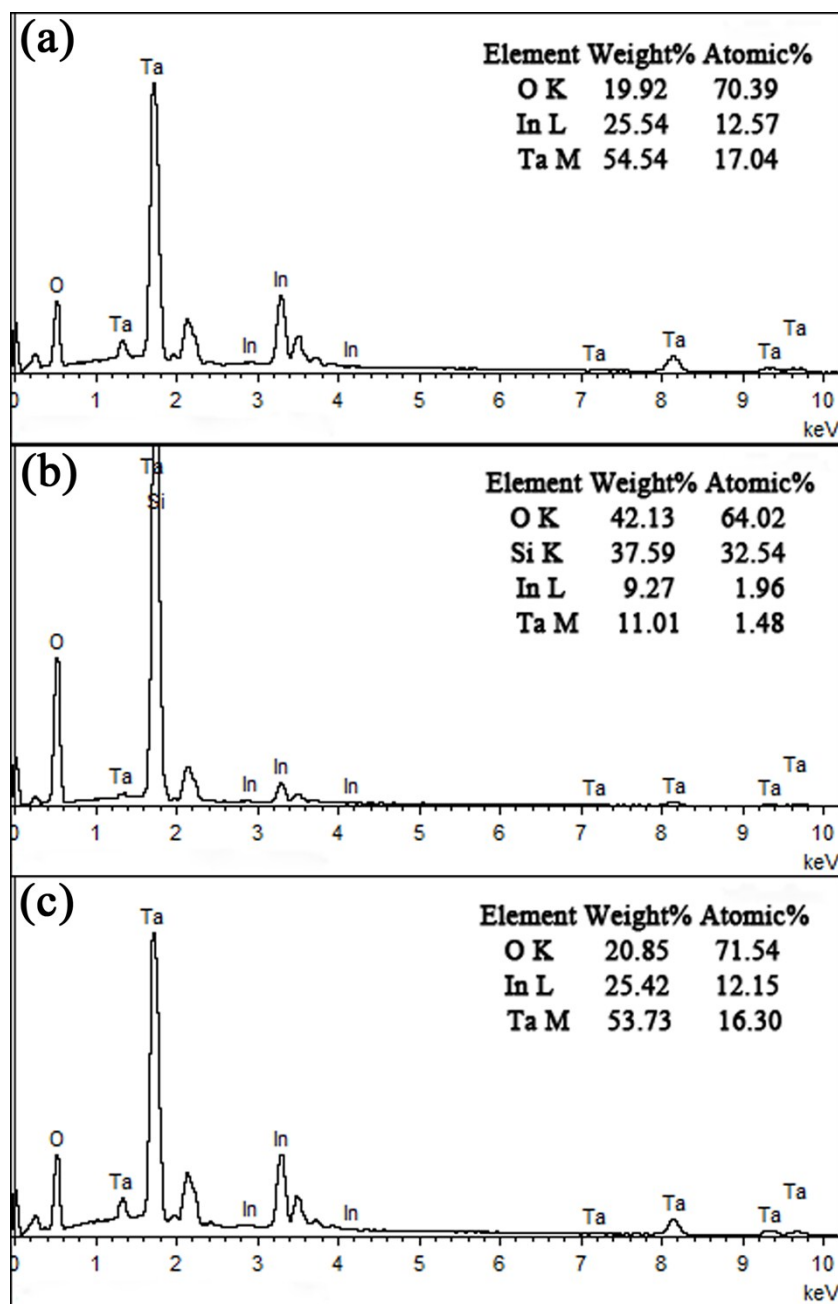 (a)
Ta
Element Weight% Atomic%
O K 19.92 70.39
In L 25.54 12.57
Ta M 54.54 17.04
O
Ta
In
In
In
Ta
Ta
Ta
Ta
0 1 2 3 4 5 6 7 8 9 10
keV
(b)
Ta
Si
Element Weight% Atomic%
O K 42.13 64.02
Si K 37.59 32.54
In L 9.27 1.96
Ta M 11.01 1.48
O
Ta
In
In
In
Ta
Ta
Ta
Ta
0 1 2 3 4 5 6 7 8 9 10
keV
(c)
Ta
Element Weight% Atomic%
O K 20.85 71.54
In L 25.42 12.15
Ta M 53.73 16.30
O
Ta
In
In
In
Ta
Ta
Ta
Ta
0 1 2 3 4 5 6 7 8 9 10
keV